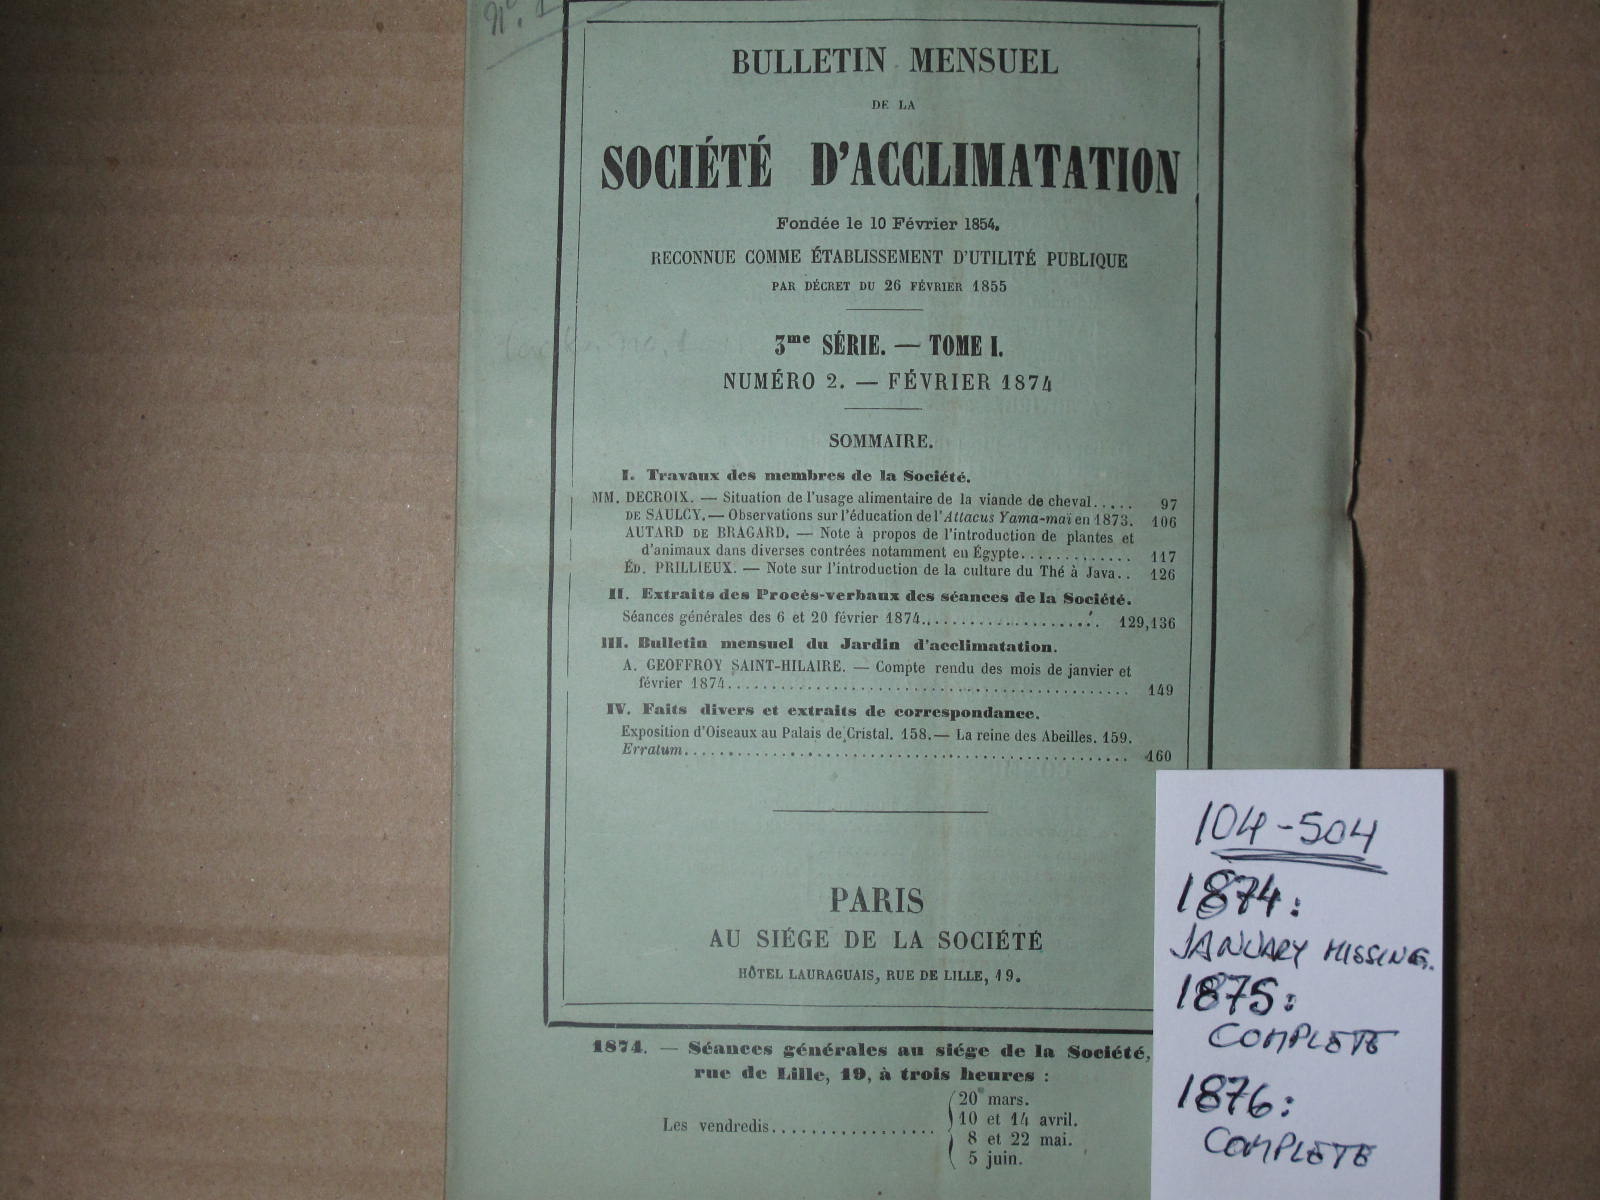 BULLETIN MENSUEL
DE LA
SOCIÉTÉ D'ACCLIMATATION
Fondée le 10 Février 1854.
RECONNUE COMME ÉTABLISSEMENT D'UTILITÉ PUBLIQUE
PAR DÉCRET DU 26 FÉVRIER 1855
3me SÉRIE. — TOME I.
NUMÉRO 2. — FÉVRIER 1874
SOMMAIRE.
I. Travaux des membres de la Société.
MM. DECROIX. — Situation de l'usage alimentaire de la viande de cheval..... 97
DE SAULCY. — Observations sur l'éducation de l'Attacus Yama-maï en 1873. 106
AUTARD DE BRAGARD. — Note à propos de l'introduction de plantes et
d'animaux dans diverses contrées notamment en Égypte............. 117
ÉD. PRILLIEUX. — Note sur l'introduction de la culture du Thé à Java.. 126
II. Extraits des Procès-verbaux des séances de la Société.
Séances générales des 6 et 20 février 1874...................... 129,136
III. Bulletin mensuel du Jardin d'acclimatation.
A. GEOFFROY SAINT-HILAIRE. — Compte rendu des mois de janvier et
février 1874................................................ 149
IV. Faits divers et extraits de correspondance.
Exposition d'Oiseaux au Palais de Cristal. 158. — La reine des Abeilles. 159.
Erratum..................................................... 160
PARIS
AU SIÉGE DE LA SOCIÉTÉ
HÔTEL LAURAGUAIS, RUE DE LILLE, 19.
1874. — Séances générales au siége de la Société,
rue de Lille, 19, à trois heures :
Les vendredis.................
20 mars.
10 et 14 avril.
8 et 22 mai.
5 juin.
104-504
1874:
JANUARY MISSING.
1875:
COMPLETE
1876:
COMPLETE